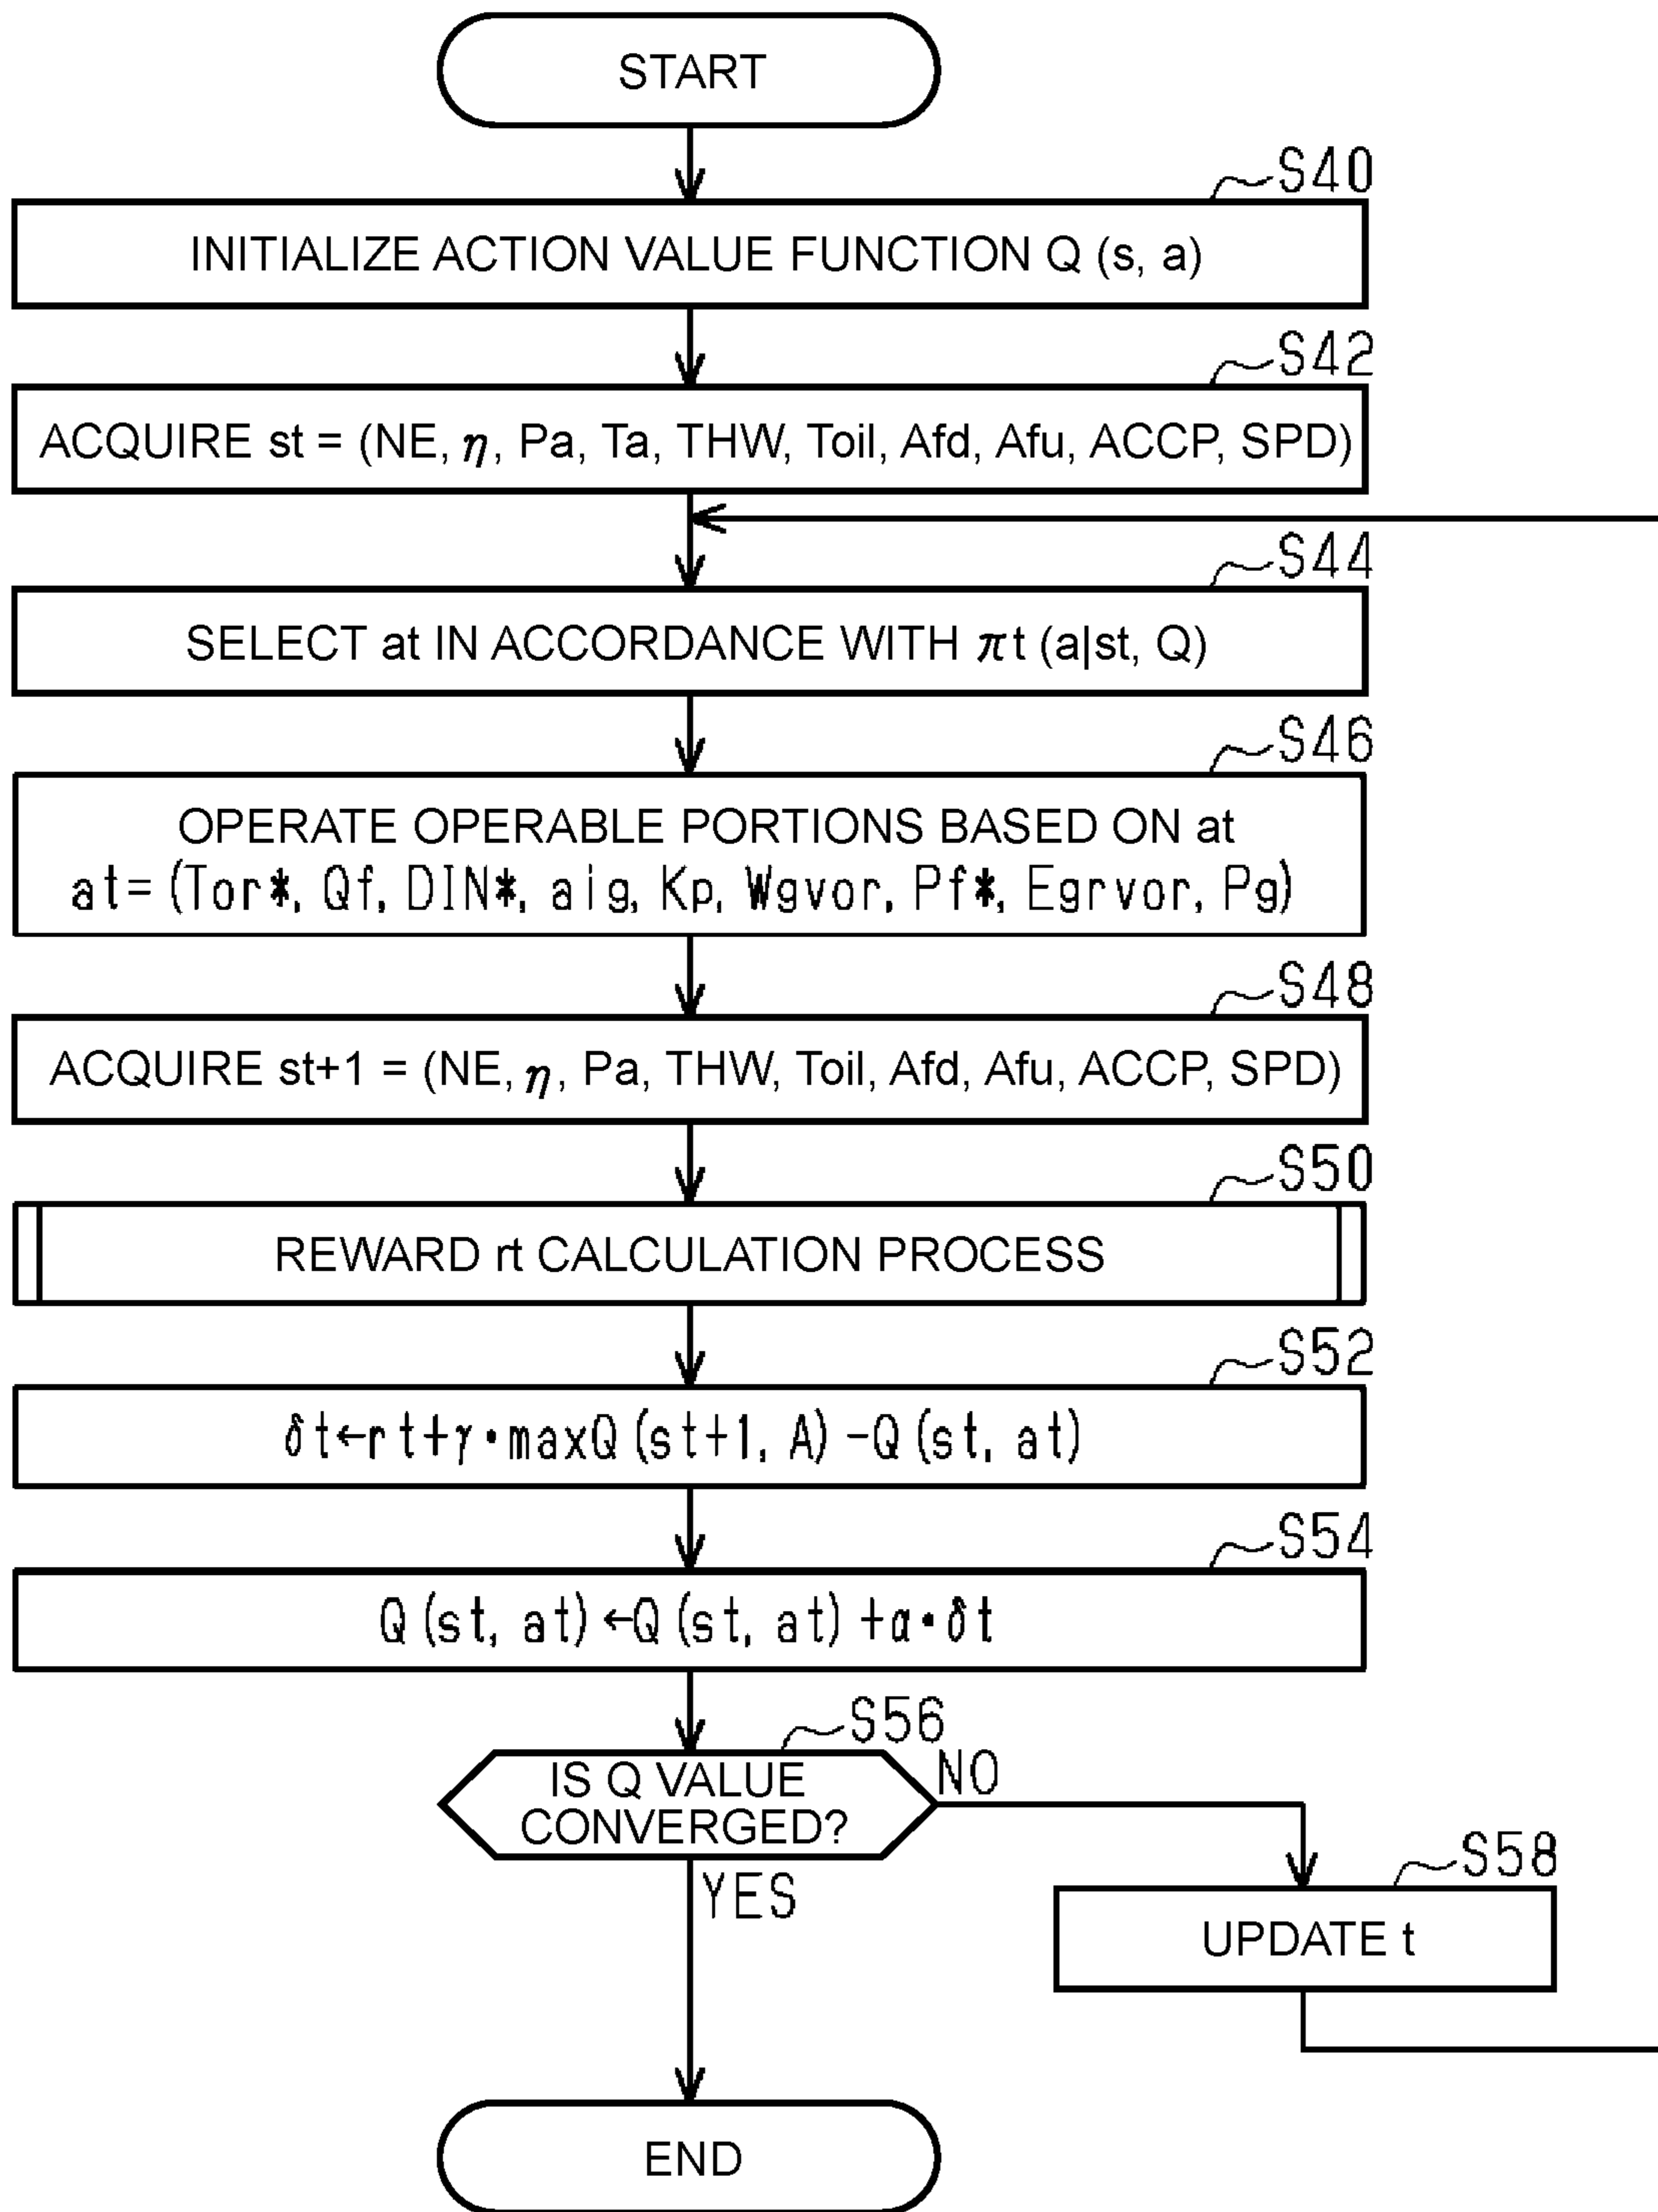 START
S40
INITIALIZE ACTION VALUE FUNCTION Q (s, a)
S42
ACQUIRE st = (NE, η, Pa, Ta, THW, Toil, Afd, Afu, ACCP, SPD)
S44
SELECT at IN ACCORDANCE WITH πt (a|st, Q)
S46
OPERATE OPERABLE PORTIONS BASED ON at
at=(Tor*, Qf, DIN*, aig, Kp, Wgvor, Pf*, Egrvor, Pg)
S48
ACQUIRE st+1 = (NE, η, Pa, THW, Toil, Afd, Afu, ACCP, SPD)
S50
REWARD rt CALCULATION PROCESS
S52
δt←rt+γ·maxQ(st+1, A)-Q(st, at)
S54
Q(st, at)←Q(st, at)+α·δt
S56
IS Q VALUE
CONVERGED?
NO
YES
S58
UPDATE t
END